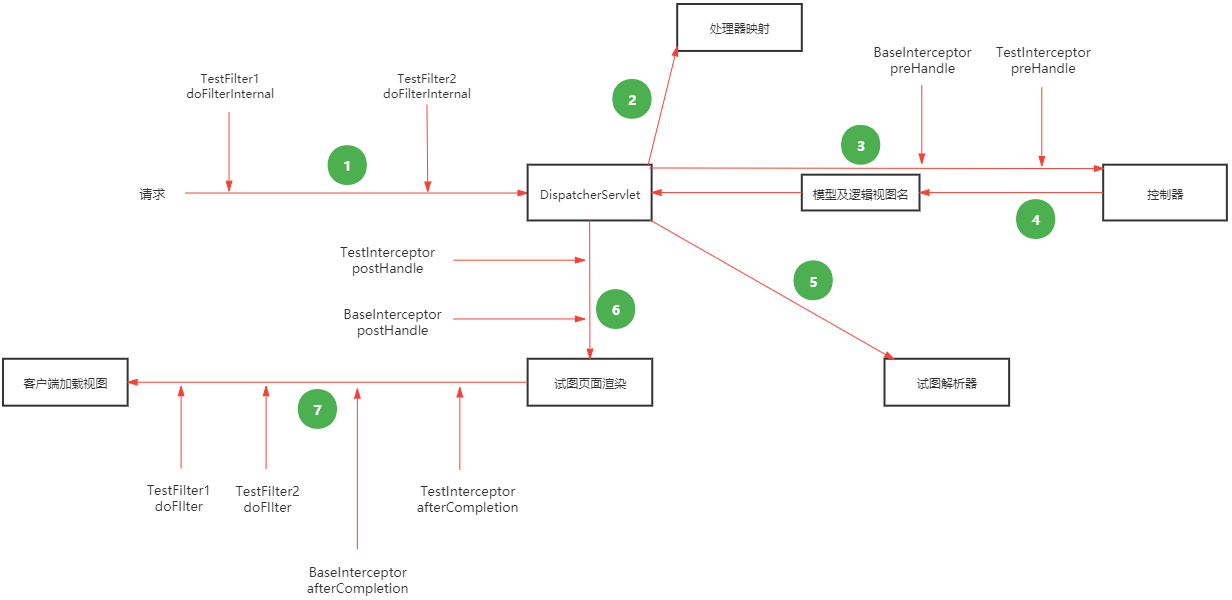 处理器映射
BaseInterceptor
preHandle
TestInterceptor
preHandle
TestFilter1
doFilterInternal
TestFilter2
doFilterInternal
2
3
1
请求
DispatcherServlet
模型及逻辑视图名
控制器
4
TestInterceptor
postHandle
5
BaseInterceptor
postHandle
6
客户端加载视图
试图页面渲染
试图解析器
7
TestFilter1
doFIlter
TestFilter2
doFIlter
TestInterceptor
afterCompletion
BaseInterceptor
afterCompletion